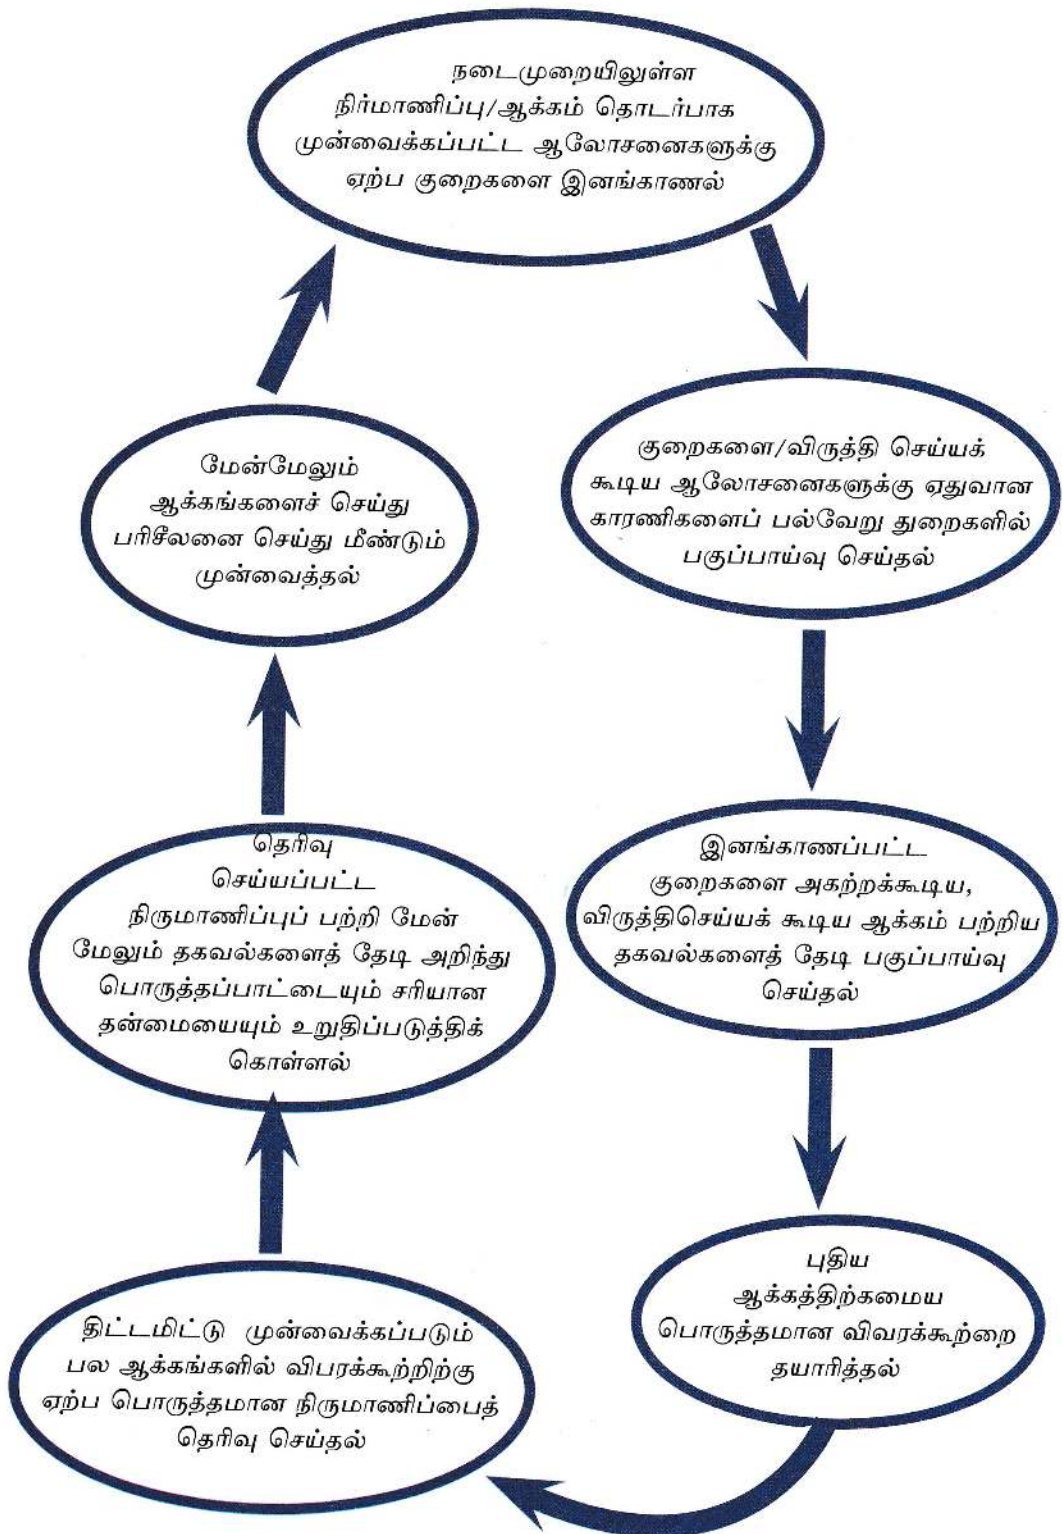 நடைமுறையிலுள்ள
நிர்மாணிப்பு/ஆக்கம் தொடர்பாக
முன்வைக்கப்பட்ட ஆலோசனைகளுக்கு
ஏற்ப குறைகளை இனங்காணல்
குறைகளை/விருத்தி செய்யக்
கூடிய ஆலோசனைகளுக்கு ஏதுவான
காரணிகளைப் பல்வேறு துறைகளில்
பகுப்பாய்வு செய்தல்
இனங்காணப்பட்ட
குறைகளை அகற்றக்கூடிய,
விருத்திசெய்யக் கூடிய ஆக்கம் பற்றிய
தகவல்களைத் தேடி பகுப்பாய்வு
செய்தல்
புதிய
ஆக்கத்திற்கமைய
பொருத்தமான விவரக்கூற்றை
தயாரித்தல்
திட்டமிட்டு முன்வைக்கப்படும்
பல ஆக்கங்களில் விபரக்கூற்றிற்கு
ஏற்ப பொருத்தமான நிருமாணிப்பைத்
தெரிவு செய்தல்
தெரிவு
செய்யப்பட்ட
நிருமாணிப்புப் பற்றி மேன்
மேலும் தகவல்களைத் தேடி அறிந்து
பொருத்தப்பாட்டையும் சரியான
தன்மையையும் உறுதிப்படுத்திக்
கொள்ளல்
மேன்மேலும்
ஆக்கங்களைச் செய்து
பரிசீலனை செய்து மீண்டும்
முன்வைத்தல்